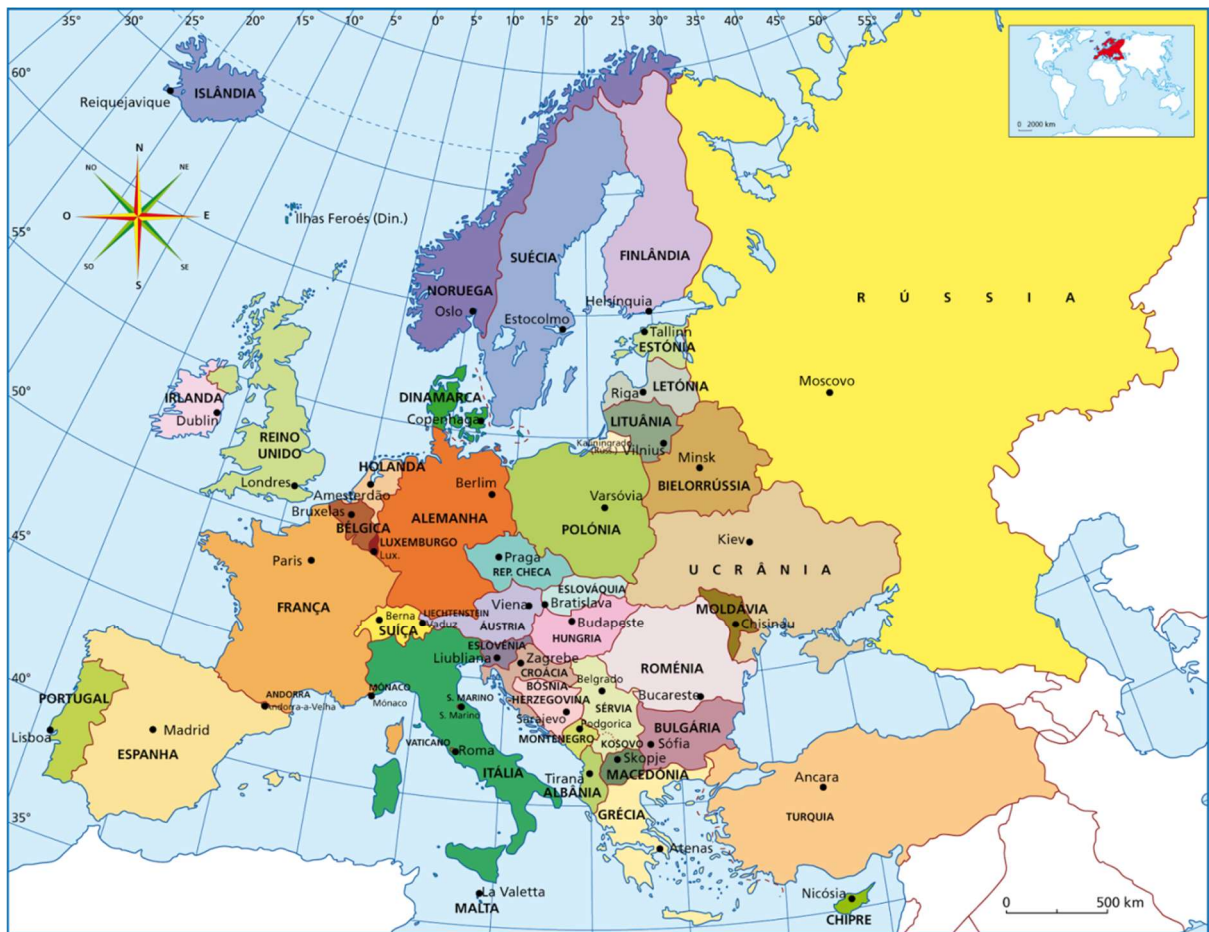 35° 30° 25° 20° 15° 10° 5° 0° 5° 10° 15° 20° 25° 30° 35° 40° 45° 50° 55°
60°
55°
50°
45°
40°
35°
N
NO
NE
O
E
SO
SE
S
0 2000 km
ISLÂNDIA
Reiquejavique
Ilhas Feroés (Din.)
NORUEGA
Oslo
SUÉCIA
Estocolmo
FINLÂNDIA
Helsínquia
RÚSSIA
Moscovo
Tallinn
ESTÓNIA
LETÓNIA
Riga
LITUÂNIA
Kaliningrado
(Rúss.)
Vilnius
Minsk
BIELORRÚSSIA
DINAMARCA
Copenhaga
IRLANDA
Dublin
REINO
UNIDO
Londres
HOLANDA
Amesterdão
Bruxelas
BÉLGICA
LUXEMBURGO
Lux.
Berlim
ALEMANHA
Varsóvia
POLÓNIA
Kiev
UCRÂNIA
Praga
REP. CHECA
ESLOVÁQUIA
Bratislava
Paris
FRANÇA
Berna
SUÍÇA
LIECHTENSTEIN
Vaduz
Viena
ÁUSTRIA
Budapeste
HUNGRIA
MOLDÁVIA
Chisinau
ESLOVÉNIA
Liubliana
Zagrebe
CROÁCIA
BÓSNIA-
HERZEGOVINA
Sarajevo
Belgrado
SÉRVIA
ROMÉNIA
Bucareste
PORTUGAL
Lisboa
Madrid
ESPANHA
ANDORRA
Andorra-a-Velha
MÓNACO
Mónaco
S. MARINO
S. Marino
VATICANO
Roma
ITÁLIA
Podgorica
MONTENEGRO
KOSOVO
BULGÁRIA
Sófia
Skopje
MACEDÓNIA
Tirana
ALBÂNIA
GRÉCIA
Atenas
Ancara
TURQUIA
La Valetta
MALTA
Nicósia
CHIPRE
0 500 km